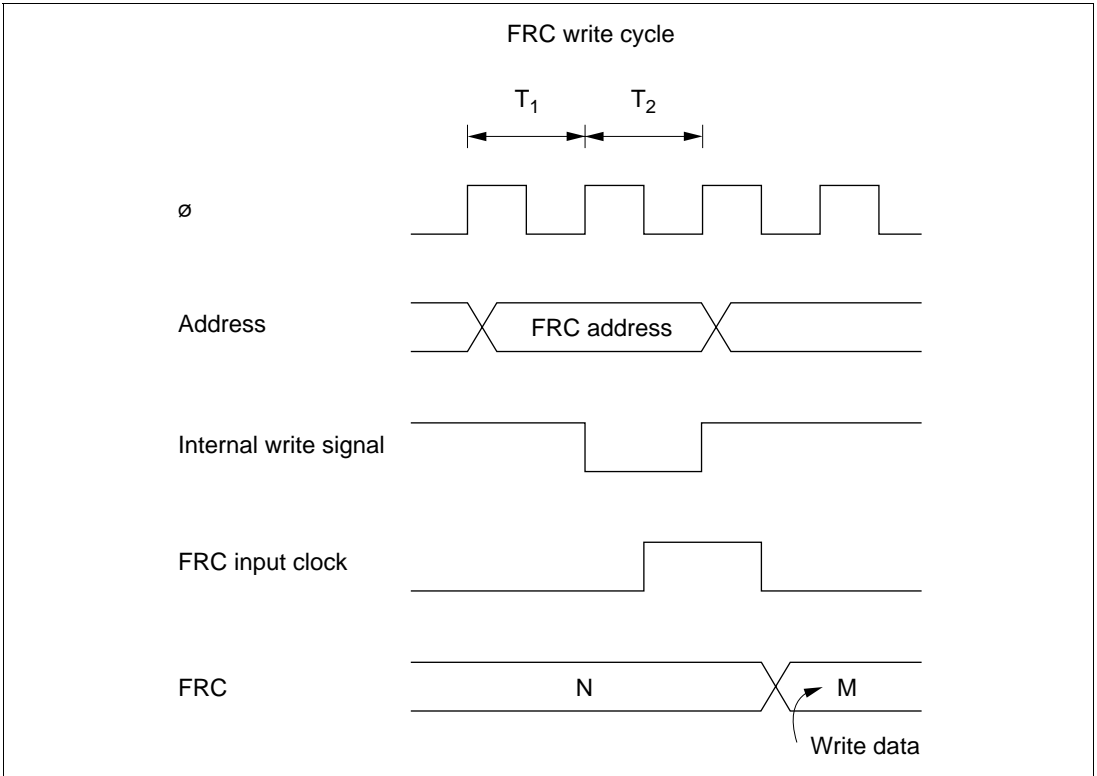 FRC write cycle
T1 T2
ø
Address FRC address
Internal write signal
FRC input clock
FRC N M
Write data